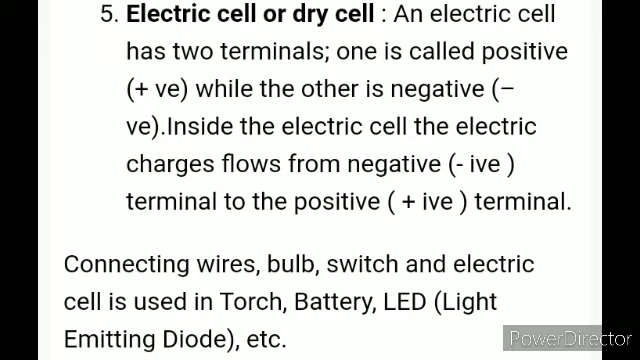 5. Electric cell or dry cell : An electric cell
has two terminals; one is called positive
(+ ve) while the other is negative (–
ve).Inside the electric cell the electric
charges flows from negative (- ive )
terminal to the positive ( + ive ) terminal.
Connecting wires, bulb, switch and electric
cell is used in Torch, Battery, LED (Light
Emitting Diode), etc.
PowerDirector